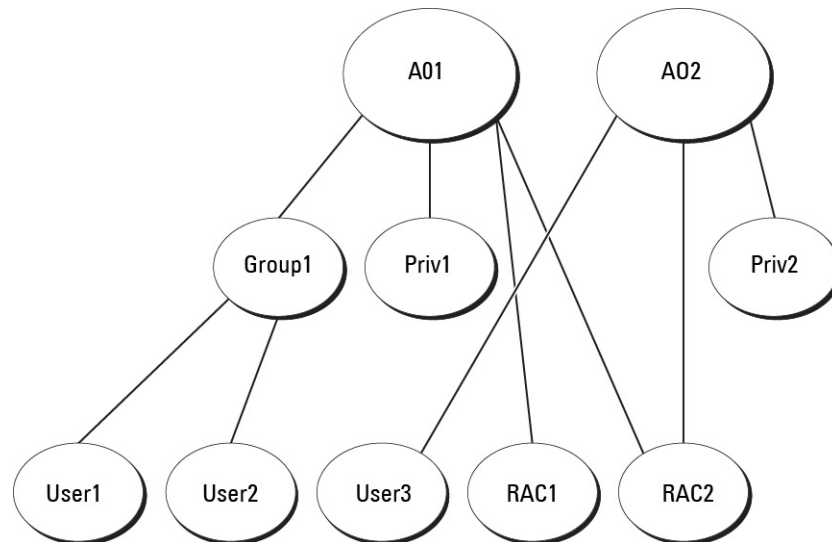 A01
AO2
Group1
Priv1
Priv2
User1
User2
User3
RAC1
RAC2